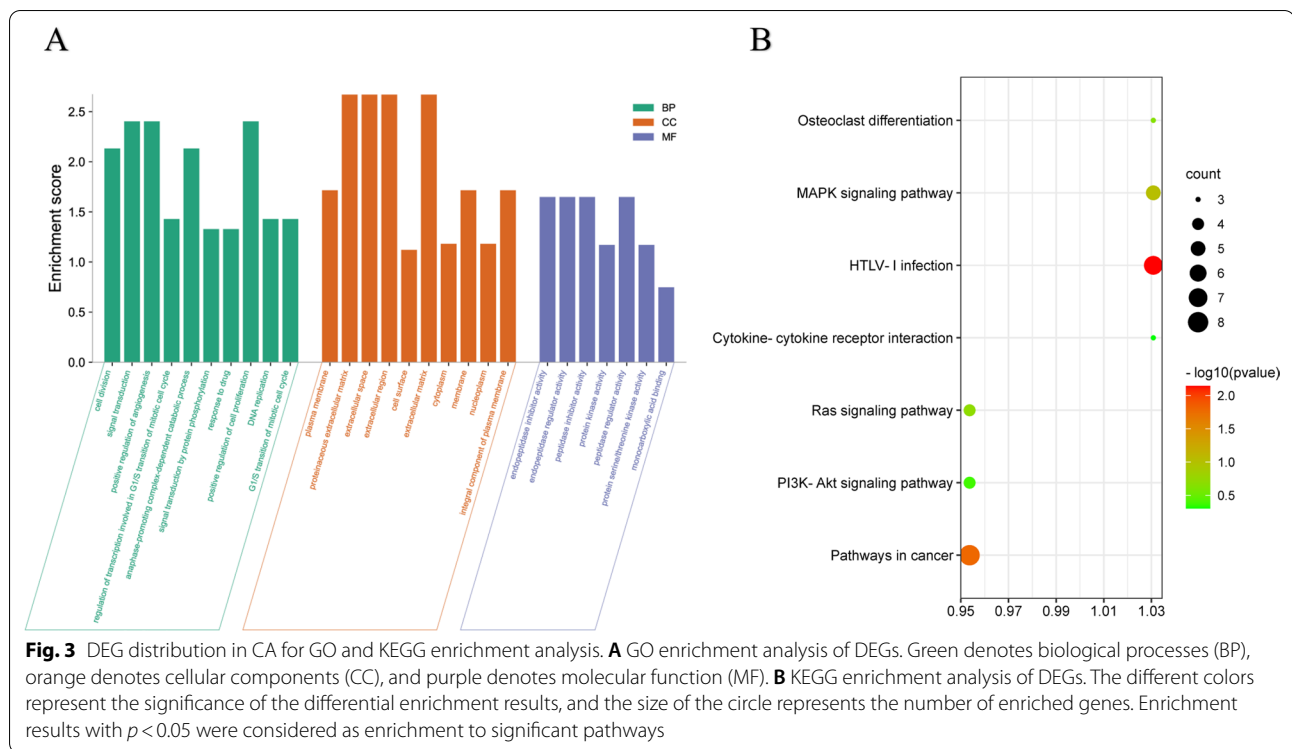 A
B
Enrichment score
2.5
2.0
1.5
1.0
0.5
0.0
BP
CC
MF
cell division
signal transduction
positive regulation of angiogenesis
regulation of transcription involved in G1/S transition of mitotic cell cycle
anaphase-promoting complex-dependent catabolic process
signal transduction by protein phosphorylation
response to drug
positive regulation of cell proliferation
DNA replication
G1/S transition of mitotic cell cycle
plasma membrane
proteinaceous extracellular matrix
extracellular space
extracellular region
cell surface
extracellular matrix
cytoplasm
membrane
nucleoplasm
integral component of plasma membrane
endopeptidase inhibitor activity
endopeptidase regulator activity
peptidase inhibitor activity
protein kinase activity
peptidase regulator activity
protein serine/threonine kinase activity
monocarboxylic acid binding
Osteoclast differentiation
MAPK signaling pathway
HTLV- I infection
Cytokine- cytokine receptor interaction
Ras signaling pathway
PI3K- Akt signaling pathway
Pathways in cancer
0.95 0.97 0.99 1.01 1.03
count
3
4
5
6
7
8
- log10(pvalue)
2.0
1.5
1.0
0.5
Fig. 3 DEG distribution in CA for GO and KEGG enrichment analysis. A GO enrichment analysis of DEGs. Green denotes biological processes (BP),
orange denotes cellular components (CC), and purple denotes molecular function (MF). B KEGG enrichment analysis of DEGs. The different colors
represent the significance of the differential enrichment results, and the size of the circle represents the number of enriched genes. Enrichment
results with p < 0.05 were considered as enrichment to significant pathways